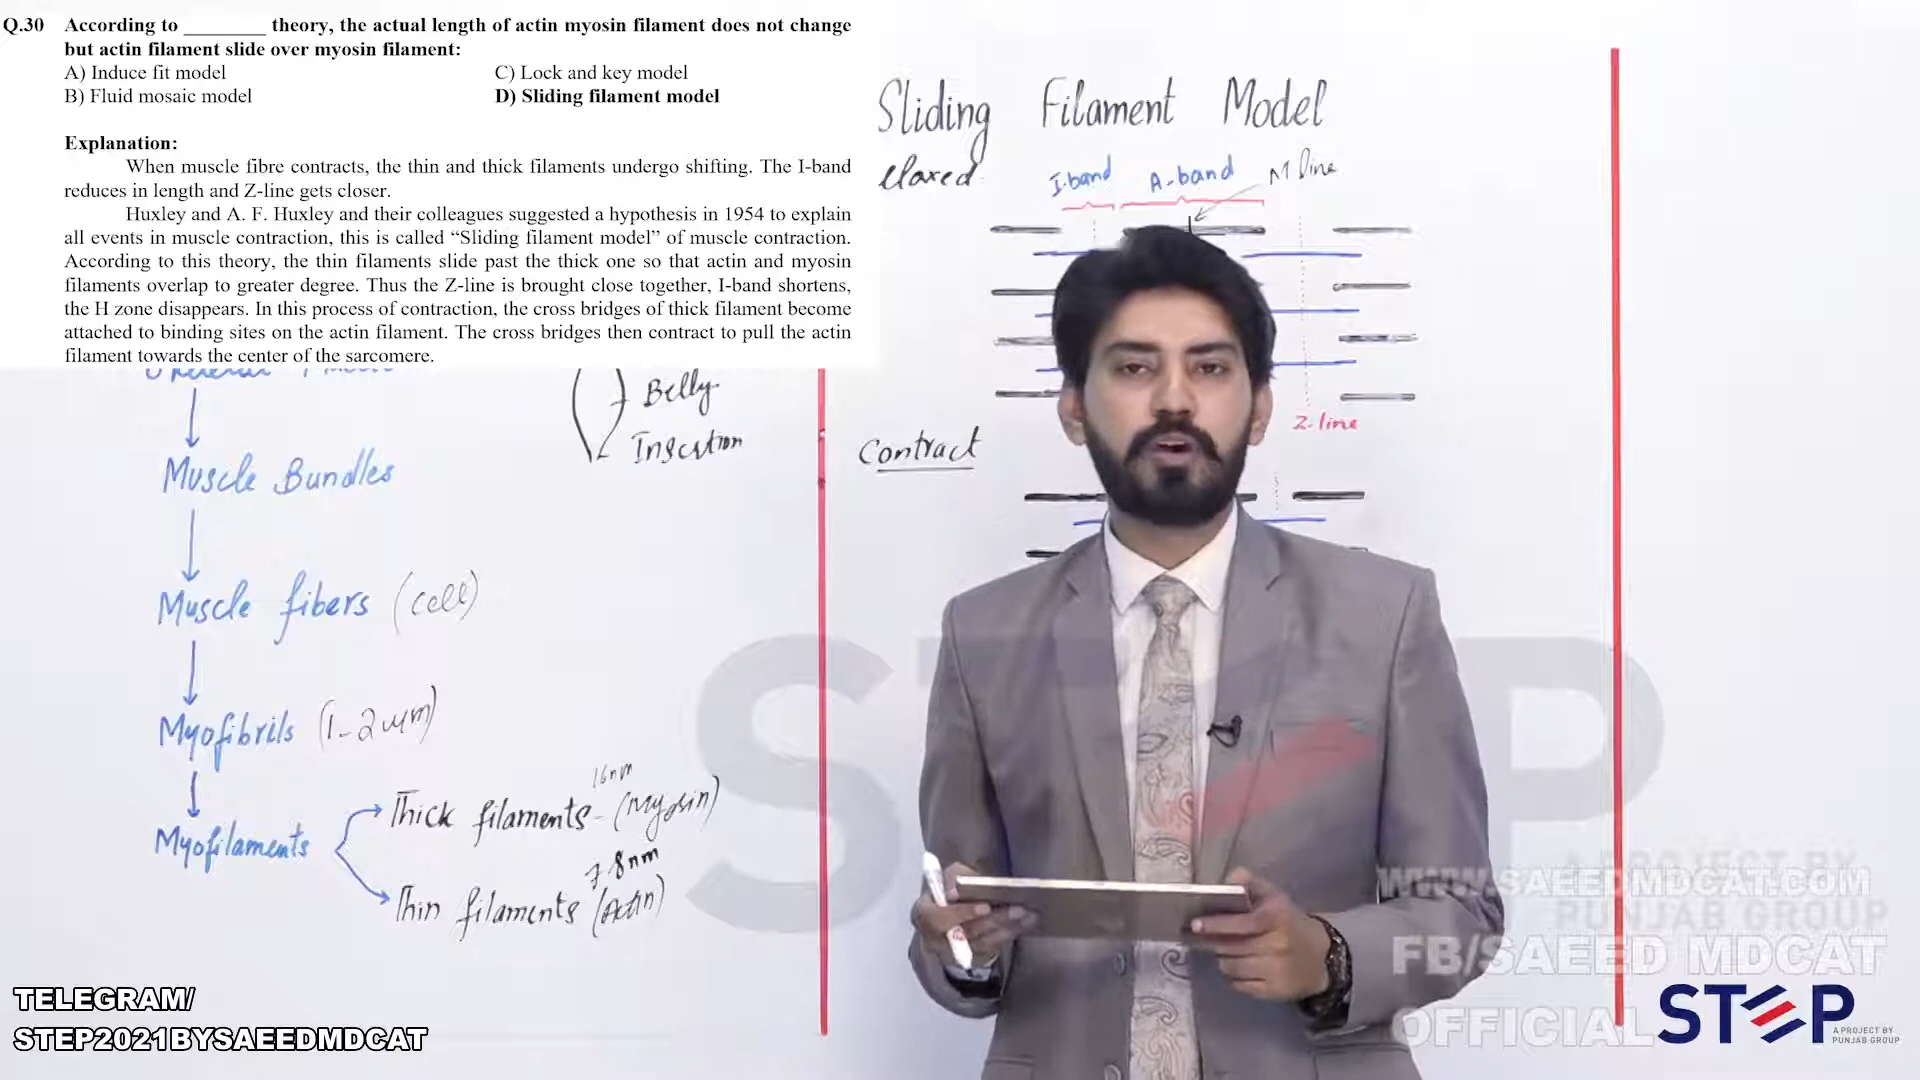 Q.30 According to ________ theory, the actual length of actin myosin filament does not change
but actin filament slide over myosin filament:
A) Induce fit model
C) Lock and key model
B) Fluid mosaic model
D) Sliding filament model
Explanation:
When muscle fibre contracts, the thin and thick filaments undergo shifting. The I-band
reduces in length and Z-line gets closer.
Huxley and A. F. Huxley and their colleagues suggested a hypothesis in 1954 to explain
all events in muscle contraction, this is called “Sliding filament model” of muscle contraction.
According to this theory, the thin filaments slide past the thick one so that actin and myosin
filaments overlap to greater degree. Thus the Z-line is brought close together, I-band shortens,
the H zone disappears. In this process of contraction, the cross bridges of thick filament become
attached to binding sites on the actin filament. The cross bridges then contract to pull the actin
filament towards the center of the sarcomere.
Sliding Filament Model
elaxed
I-band A-band M line
Z-line
Contract
Belly
Insertion
Muscle Bundles
Muscle fibers (cell)
Myofibrils (1-2um)
Myofilaments
16nm
Thick filaments - (Myosin)
7-8nm
Thin filaments (Actin)
STEP
A PROJECT BY
PUNJAB GROUP
WWW.SAEEDMDCAT.COM
FB/SAEED MDCAT
OFFICIAL
TELEGRAM/
STEP2021BYSAEEDMDCAT
STEP
A PROJECT BY
PUNJAB GROUP